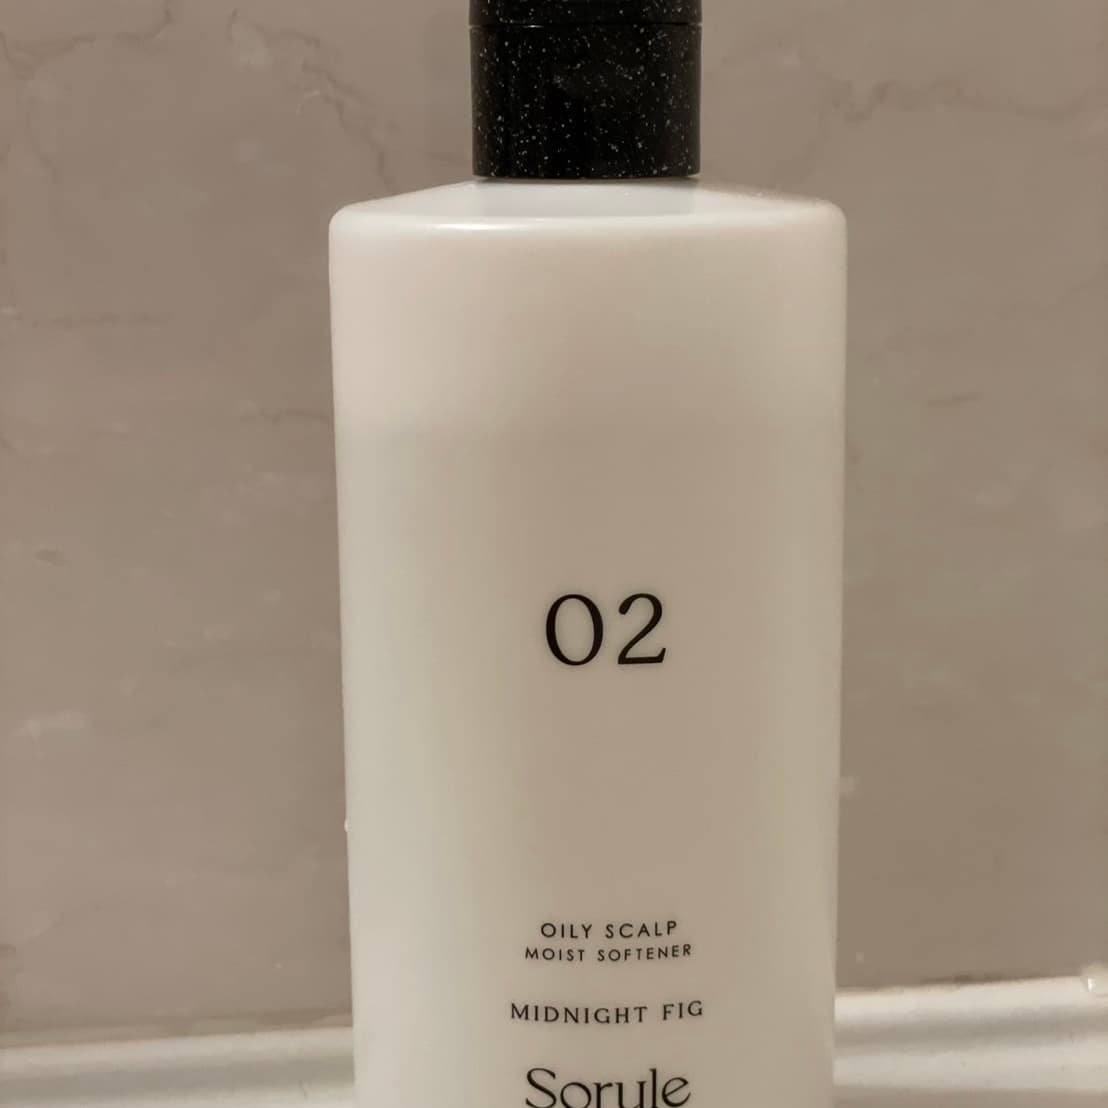 02
OILY SCALP
MOIST SOFTENER
MIDNIGHT FIG
Sorule